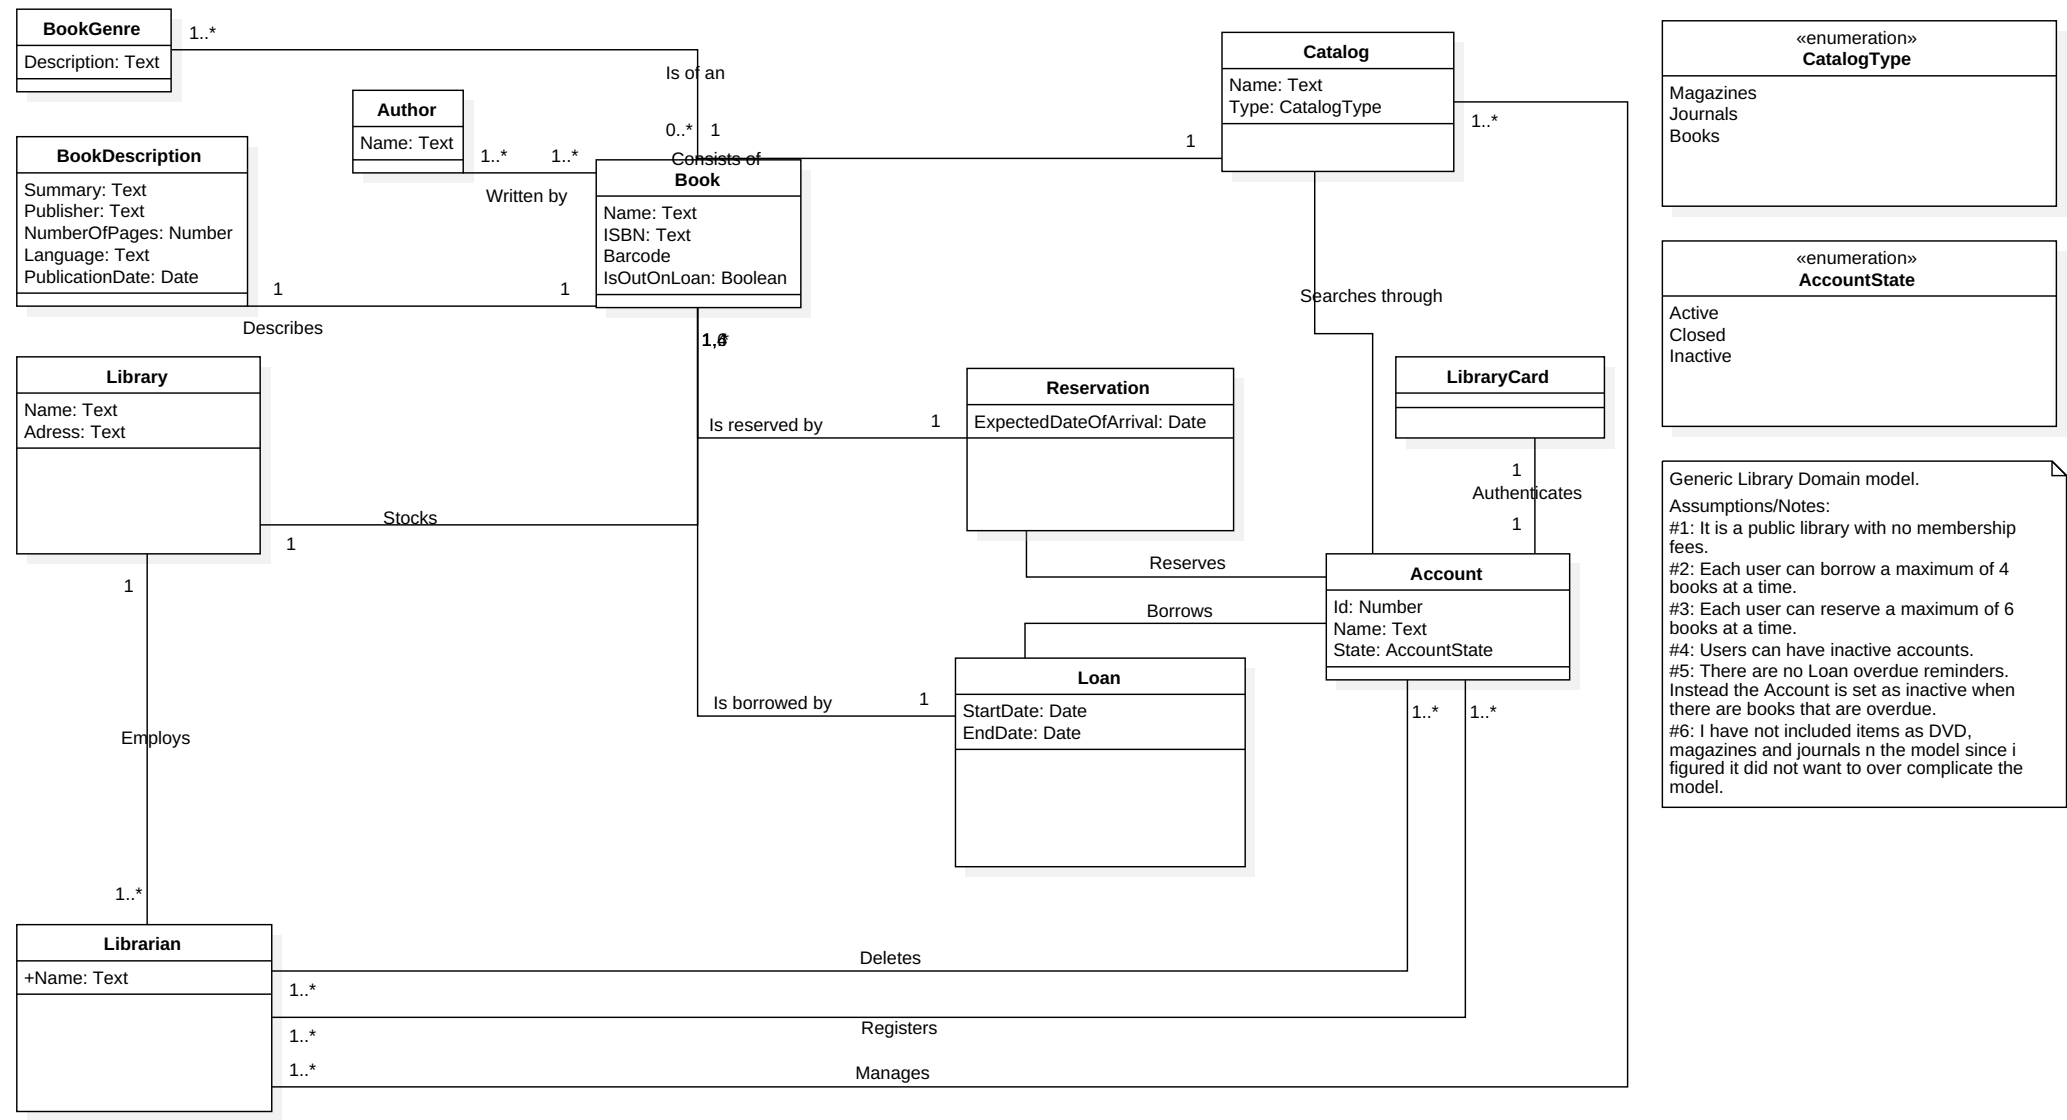 BookGenre
Description: Text
1..*
Is of an
0..*
1
Consists of
1
Author
Name: Text
1..*
1..*
Written by
BookDescription
Summary: Text
Publisher: Text
NumberOfPages: Number
Language: Text
PublicationDate: Date
1
1
Describes
Book
Name: Text
ISBN: Text
Barcode
IsOutOnLoan: Boolean
Catalog
Name: Text
Type: CatalogType
1..*
Searches through
«enumeration»
CatalogType
Magazines
Journals
Books
«enumeration»
AccountState
Active
Closed
Inactive
Library
Name: Text
Adress: Text
Stocks
1
1
Employs
1..*
Is reserved by
1
Reservation
ExpectedDateOfArrival: Date
LibraryCard
1
Authenticates
1
Reserves
Borrows
Account
Id: Number
Name: Text
State: AccountState
1..*
1..*
Is borrowed by
1
Loan
StartDate: Date
EndDate: Date
Librarian
+Name: Text
Deletes
1..*
Registers
1..*
1..*
Manages
Generic Library Domain model.
Assumptions/Notes:
#1: It is a public library with no membership
fees.
#2: Each user can borrow a maximum of 4
books at a time.
#3: Each user can reserve a maximum of 6
books at a time.
#4: Users can have inactive accounts.
#5: There are no Loan overdue reminders.
Instead the Account is set as inactive when
there are books that are overdue.
#6: I have not included items as DVD,
magazines and journals n the model since i
figured it did not want to over complicate the
model.